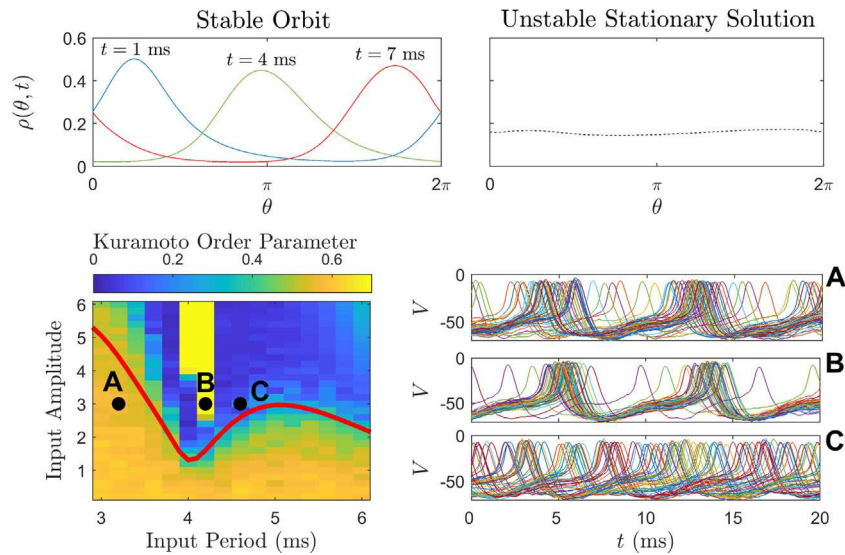 Stable Orbit
Unstable Stationary Solution
0.6
0.4
0.2
0
ρ(θ, t)
t = 1 ms
t = 4 ms
t = 7 ms
0 π 2π
θ
0 π 2π
θ
Kuramoto Order Parameter
0 0.2 0.4 0.6
6
5
4
3
2
1
Input Amplitude
A
B
C
3 4 5 6
Input Period (ms)
0
-50
V
A
0
-50
V
B
0
-50
V
C
0 5 10 15 20
t (ms)